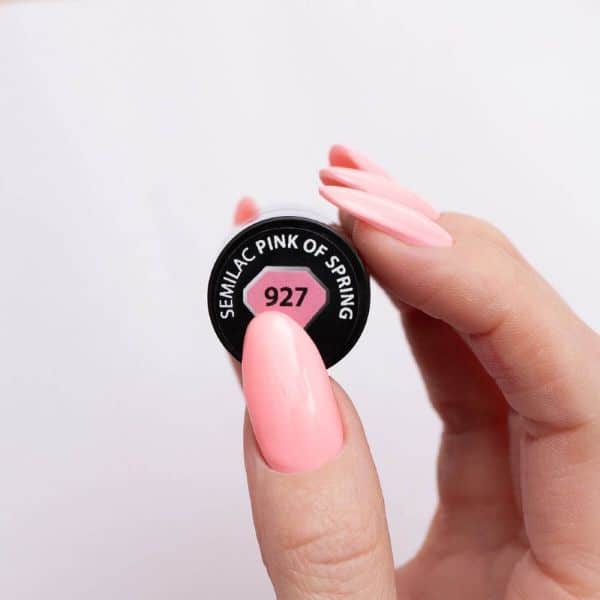 SEMILAC PINK OF SPRING
927